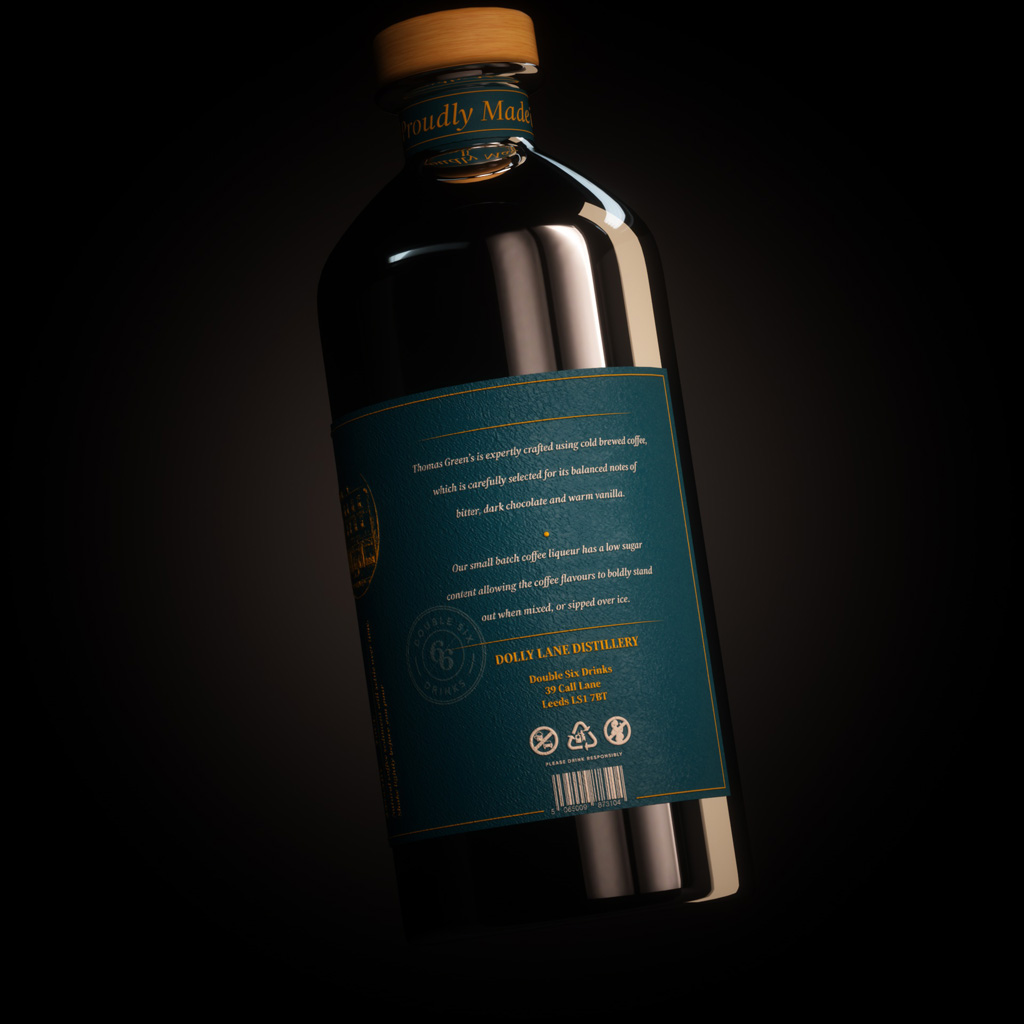 Proudly Made
Thomas Green's is expertly crafted using cold brewed coffee,
which is carefully selected for its balanced notes of
bitter, dark chocolate and warm vanilla.
Our small batch coffee liqueur has a low sugar
content allowing the coffee flavours to boldly stand
out when mixed, or sipped over ice.
DOUBLE SIX
66
DRINKS
DOLLY LANE DISTILLERY
Double Six Drinks
39 Call Lane
Leeds LS1 7BT
PLEASE DRINK RESPONSIBLY